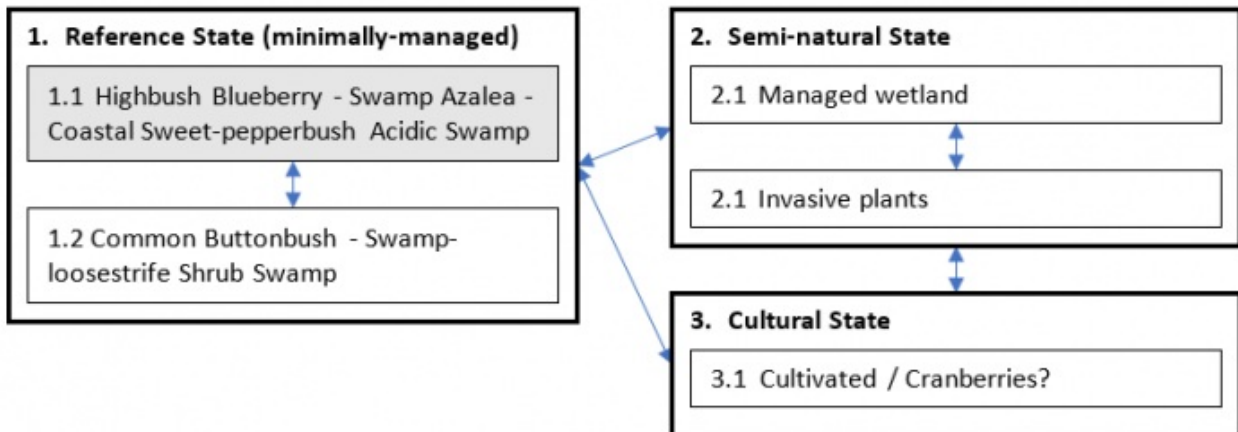 1. Reference State (minimally-managed)
1.1 Highbush Blueberry - Swamp Azalea -
Coastal Sweet-pepperbush Acidic Swamp
1.2 Common Buttonbush - Swamp-
loosestrife Shrub Swamp
2. Semi-natural State
2.1 Managed wetland
2.1 Invasive plants
3. Cultural State
3.1 Cultivated / Cranberries?